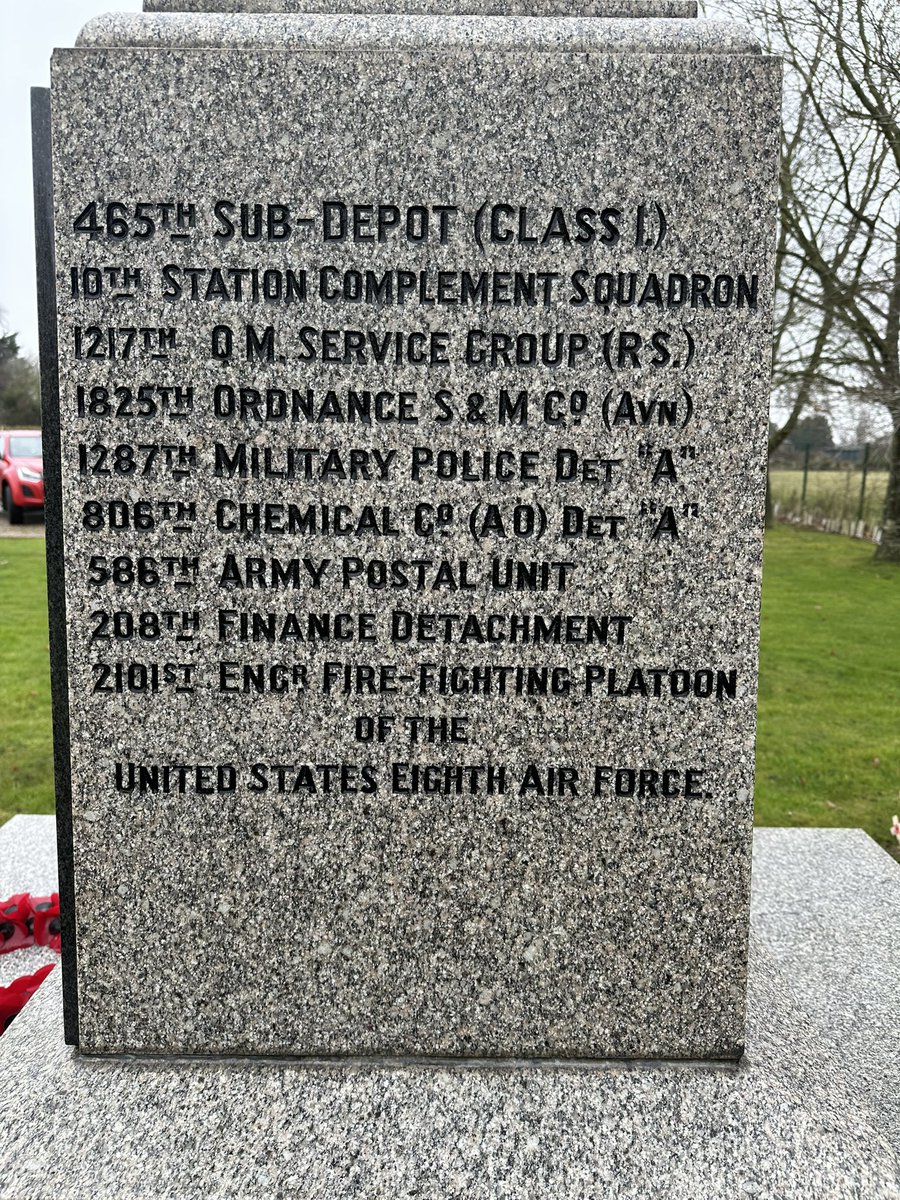 465TH SUB-DEPOT (CLASS I.)
10TH STATION COMPLEMENT SQUADRON
1217TH Q M. SERVICE GROUP (R S.)
1825TH ORDNANCE S & M CO (AVN)
1287TH MILITARY POLICE DET "A"
806TH CHEMICAL CO (A O) DET "A"
586TH ARMY POSTAL UNIT
208TH FINANCE DETACHMENT
2101ST ENGR FIRE-FIGHTING PLATOON
OF THE
UNITED STATES EIGHTH AIR FORCE.